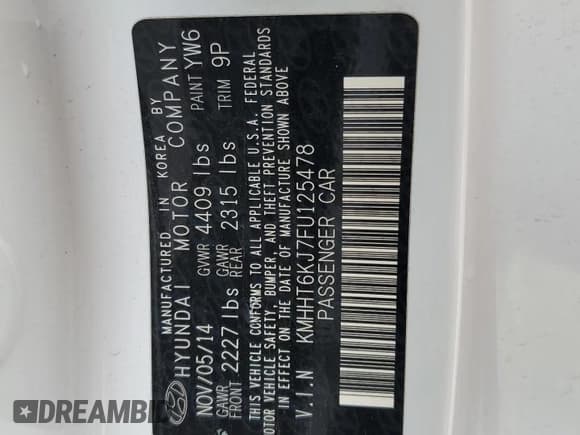 MANUFACTURED IN KOREA BY
HYUNDAI MOTOR COMPANY
NOV/05/14 GVWR 4409 lbs PAINT YW6
GAWR FRONT 2227 lbs GAWR REAR 2315 lbs TRIM 9P
THIS VEHICLE CONFORMS TO ALL APPLICABLE U.S.A. FEDERAL
MOTOR VEHICLE SAFETY, BUMPER, AND THEFT PREVENTION STANDARDS
IN EFFECT ON THE DATE OF MANUFACTURE SHOWN ABOVE
V.I.N KMHHT6KJ7FU125478
PASSENGER CAR
DREAMBID